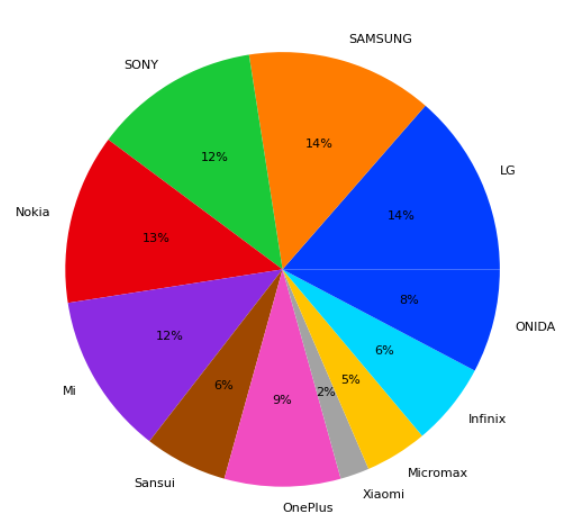 SAMSUNG
SONY
LG
14%
12%
Nokia
14%
13%
8%
ONIDA
12%
6%
Mi
6%
5%
2%
9%
Infinix
Micromax
Sansui
Xiaomi
OnePlus